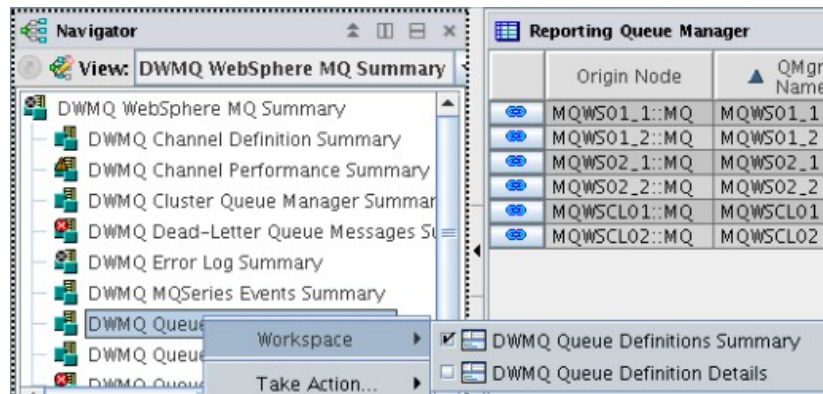 Navigator
View: DWMQ WebSphere MQ Summary
DWMQ WebSphere MQ Summary
DWMQ Channel Definition Summary
DWMQ Channel Performance Summary
DWMQ Cluster Queue Manager Summar
DWMQ Dead-Letter Queue Messages Su
DWMQ Error Log Summary
DWMQ MQSeries Events Summary
DWMQ Queue
DWMQ Queue
DWMQ Queue
Workspace
Take Action...
DWMQ Queue Definitions Summary
DWMQ Queue Definition Details
Reporting Queue Manager
Origin Node QMgr Name
MQWS01_1::MQ MQWS01_1
MQWS01_2::MQ MQWS01_2
MQWS02_1::MQ MQWS02_1
MQWS02_2::MQ MQWS02_2
MQWSCL01::MQ MQWSCL01
MQWSCL02::MQ MQWSCL02